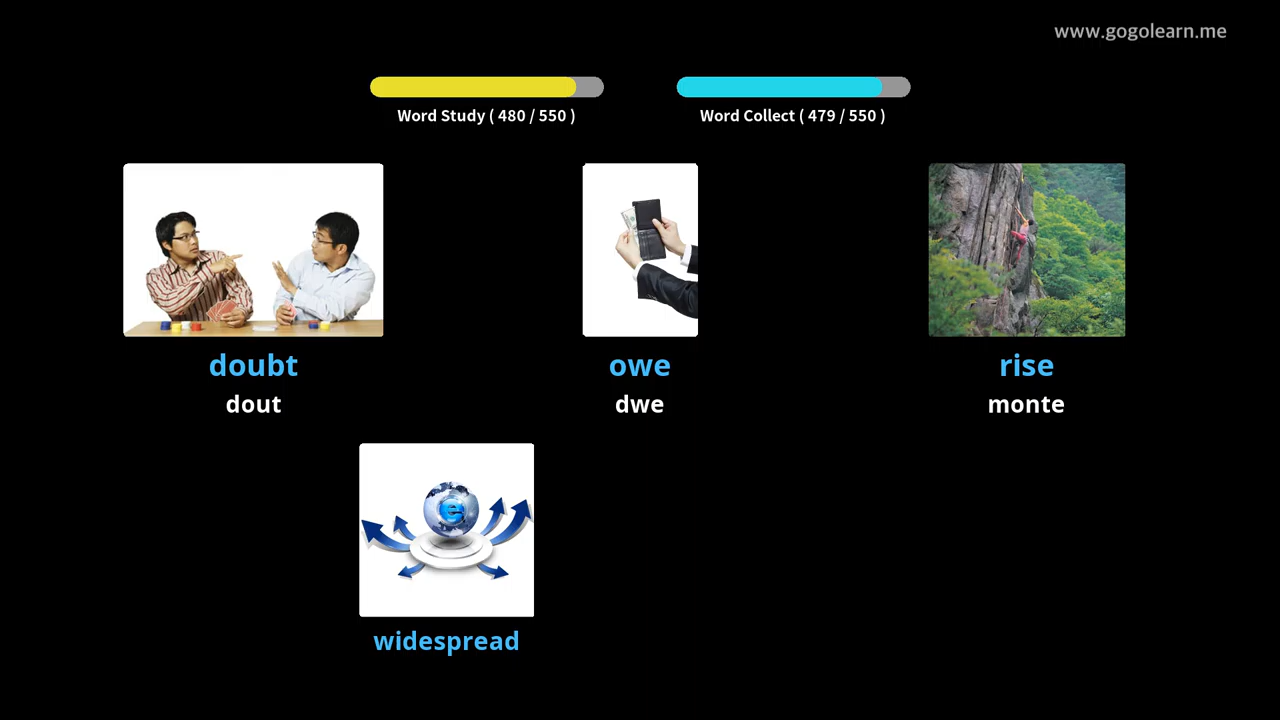 www.gogolearn.me
Word Study ( 480 / 550 )
Word Collect ( 479 / 550 )
doubt
dout
owe
dwe
rise
monte
e
widespread